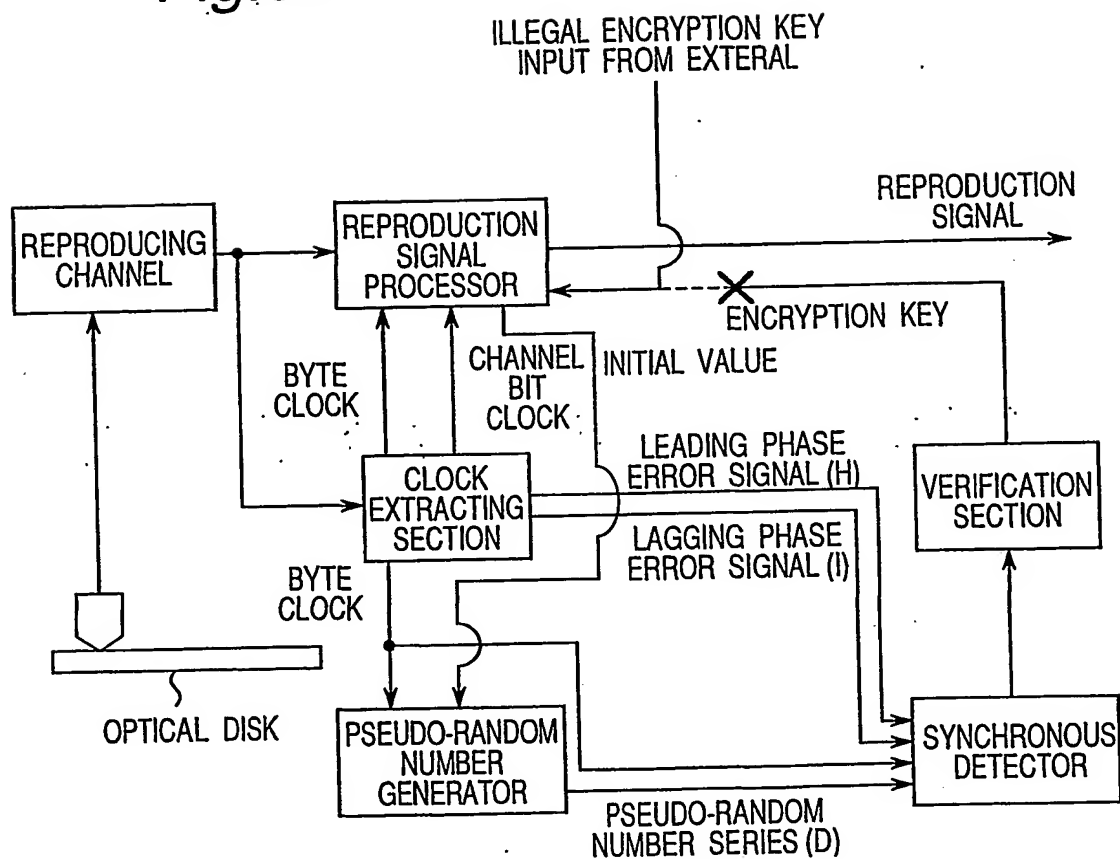 Fig.
ILLEGAL ENCRYPTION KEY
INPUT FROM EXTERAL
REPRODUCTION
SIGNAL
REPRODUCING
CHANNEL
REPRODUCTION
SIGNAL
PROCESSOR
ENCRYPTION KEY
BYTE
CLOCK
CHANNEL
BIT
CLOCK
INITIAL VALUE
CLOCK
EXTRACTING
SECTION
LEADING PHASE
ERROR SIGNAL (H)
LAGGING PHASE
ERROR SIGNAL (I)
VERIFICATION
SECTION
BYTE
CLOCK
OPTICAL DISK
PSEUDO-RANDOM
NUMBER
GENERATOR
SYNCHRONOUS
DETECTOR
PSEUDO-RANDOM
NUMBER SERIES (D)